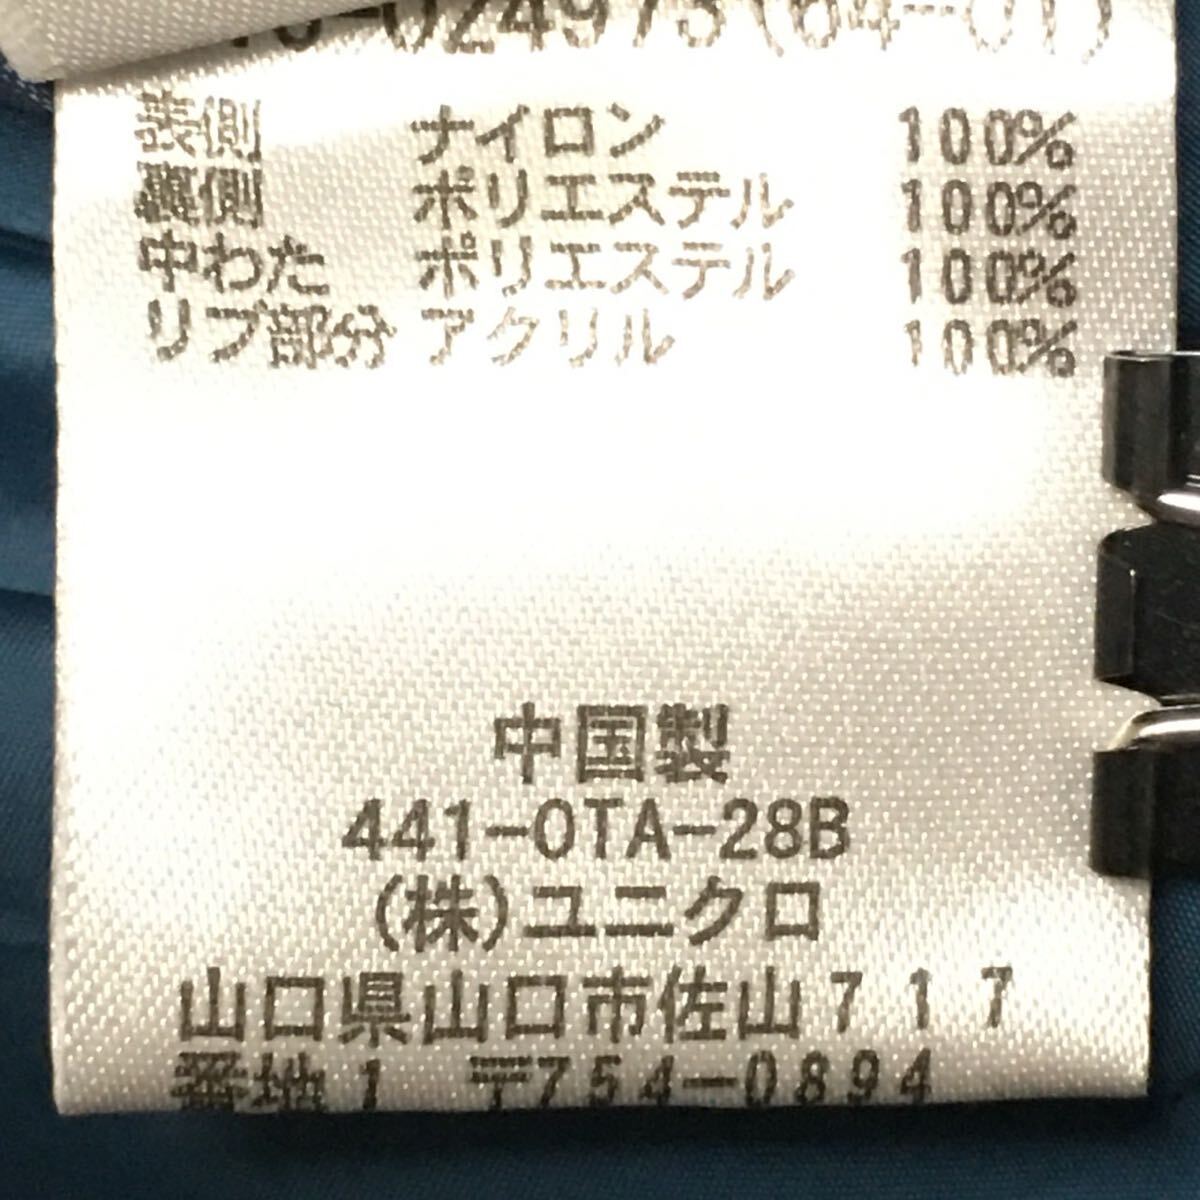 024973(64-01)
表側 ナイロン 100%
裏側 ポリエステル 100%
中わた ポリエステル 100%
リブ部分 アクリル 100%
中国製
441-0TA-28B
(株)ユニクロ
山口県山口市佐山717
番地1 〒754-0894